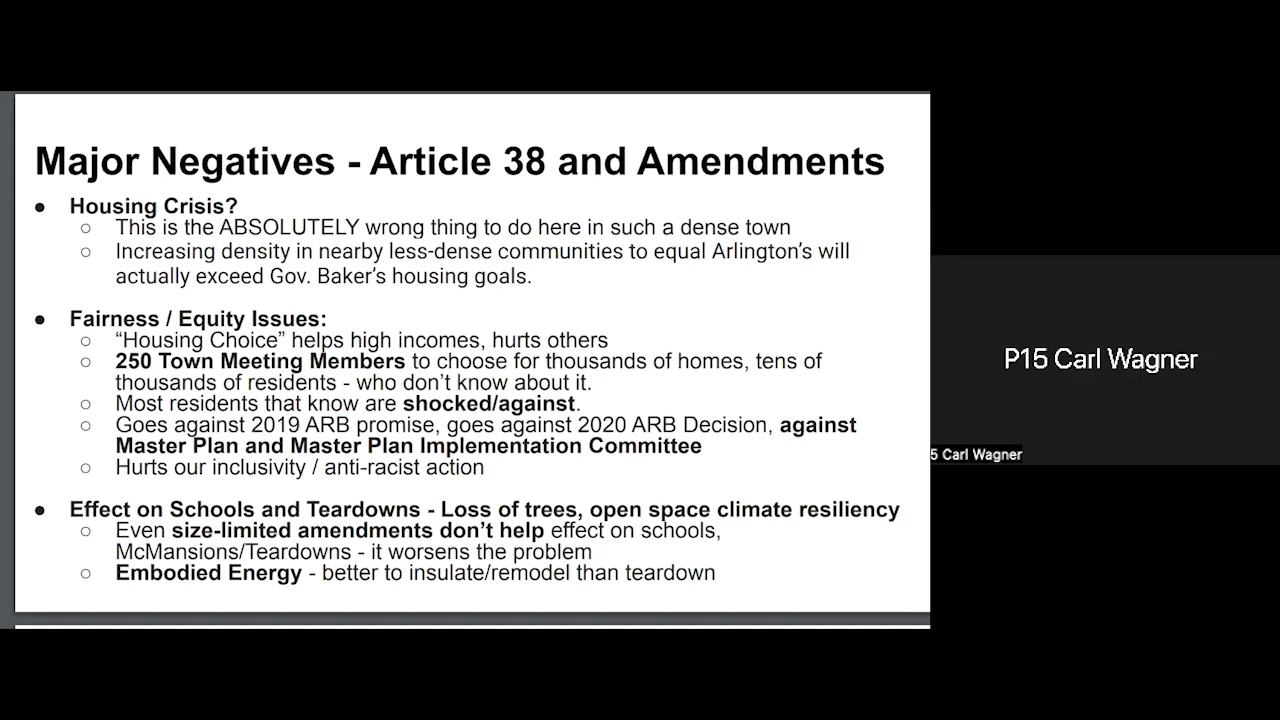 Major Negatives - Article 38 and Amendments
● Housing Crisis?
○ This is the ABSOLUTELY wrong thing to do here in such a dense town
○ Increasing density in nearby less-dense communities to equal Arlington’s will
actually exceed Gov. Baker’s housing goals.
● Fairness / Equity Issues:
○ “Housing Choice” helps high incomes, hurts others
○ 250 Town Meeting Members to choose for thousands of homes, tens of
thousands of residents - who don’t know about it.
○ Most residents that know are shocked/against.
○ Goes against 2019 ARB promise, goes against 2020 ARB Decision, against
Master Plan and Master Plan Implementation Committee
○ Hurts our inclusivity / anti-racist action
● Effect on Schools and Teardowns - Loss of trees, open space climate resiliency
○ Even size-limited amendments don’t help effect on schools,
McMansions/Teardowns - it worsens the problem
○ Embodied Energy - better to insulate/remodel than teardown
P15 Carl Wagner
5 Carl Wagner